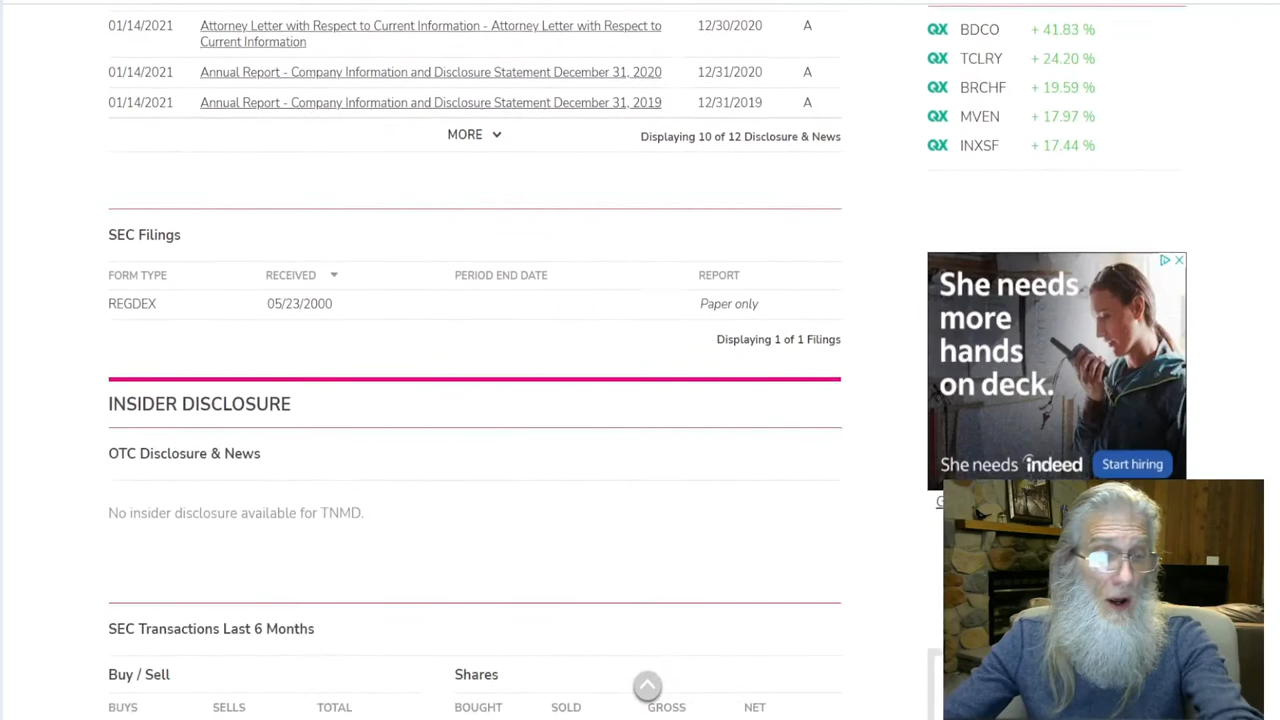 01/14/2021 Attorney Letter with Respect to Current Information - Attorney Letter with Respect to Current Information 12/30/2020 A
01/14/2021 Annual Report - Company Information and Disclosure Statement December 31, 2020 12/31/2020 A
01/14/2021 Annual Report - Company Information and Disclosure Statement December 31, 2019 12/31/2019 A
MORE Displaying 10 of 12 Disclosure & News
SEC Filings
FORM TYPE RECEIVED PERIOD END DATE REPORT
REGDEX 05/23/2000 Paper only
Displaying 1 of 1 Filings
INSIDER DISCLOSURE
OTC Disclosure & News
No insider disclosure available for TNMD.
SEC Transactions Last 6 Months
Buy / Sell Shares
BUYS SELLS TOTAL BOUGHT SOLD GROSS NET
QX BDCO + 41.83 %
QX TCLRY + 24.20 %
QX BRCHF + 19.59 %
QX MVEN + 17.97 %
QX INXSF + 17.44 %
She needs
more
hands
on deck.
She needs indeed Start hiring